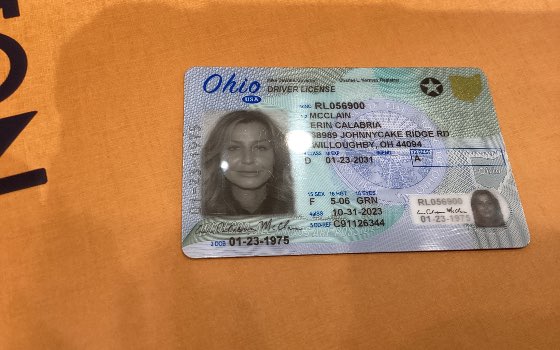 Ohio
USA
DRIVER LICENSE
RL056900
MCCLAIN
ERIN CALABRIA
JOHNNYCAKE RIDGE RD
WILLOUGHBY, OH 44094
D 01-23-2031 A
F 5-06 GRN
10-31-2023
C91126344
DOB 01-23-1975
RL056900
01-23-1975